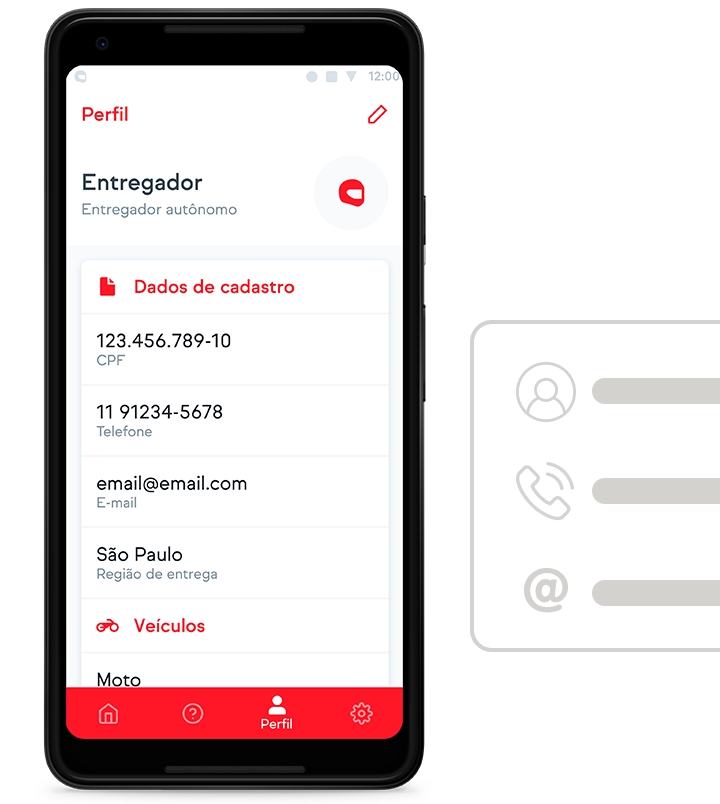 12:00
Perfil
Entregador
Entregador autônomo
Dados de cadastro
123.456.789-10
CPF
11 91234-5678
Telefone
email@email.com
E-mail
São Paulo
Região de entrega
Veículos
Moto
Perfil
@